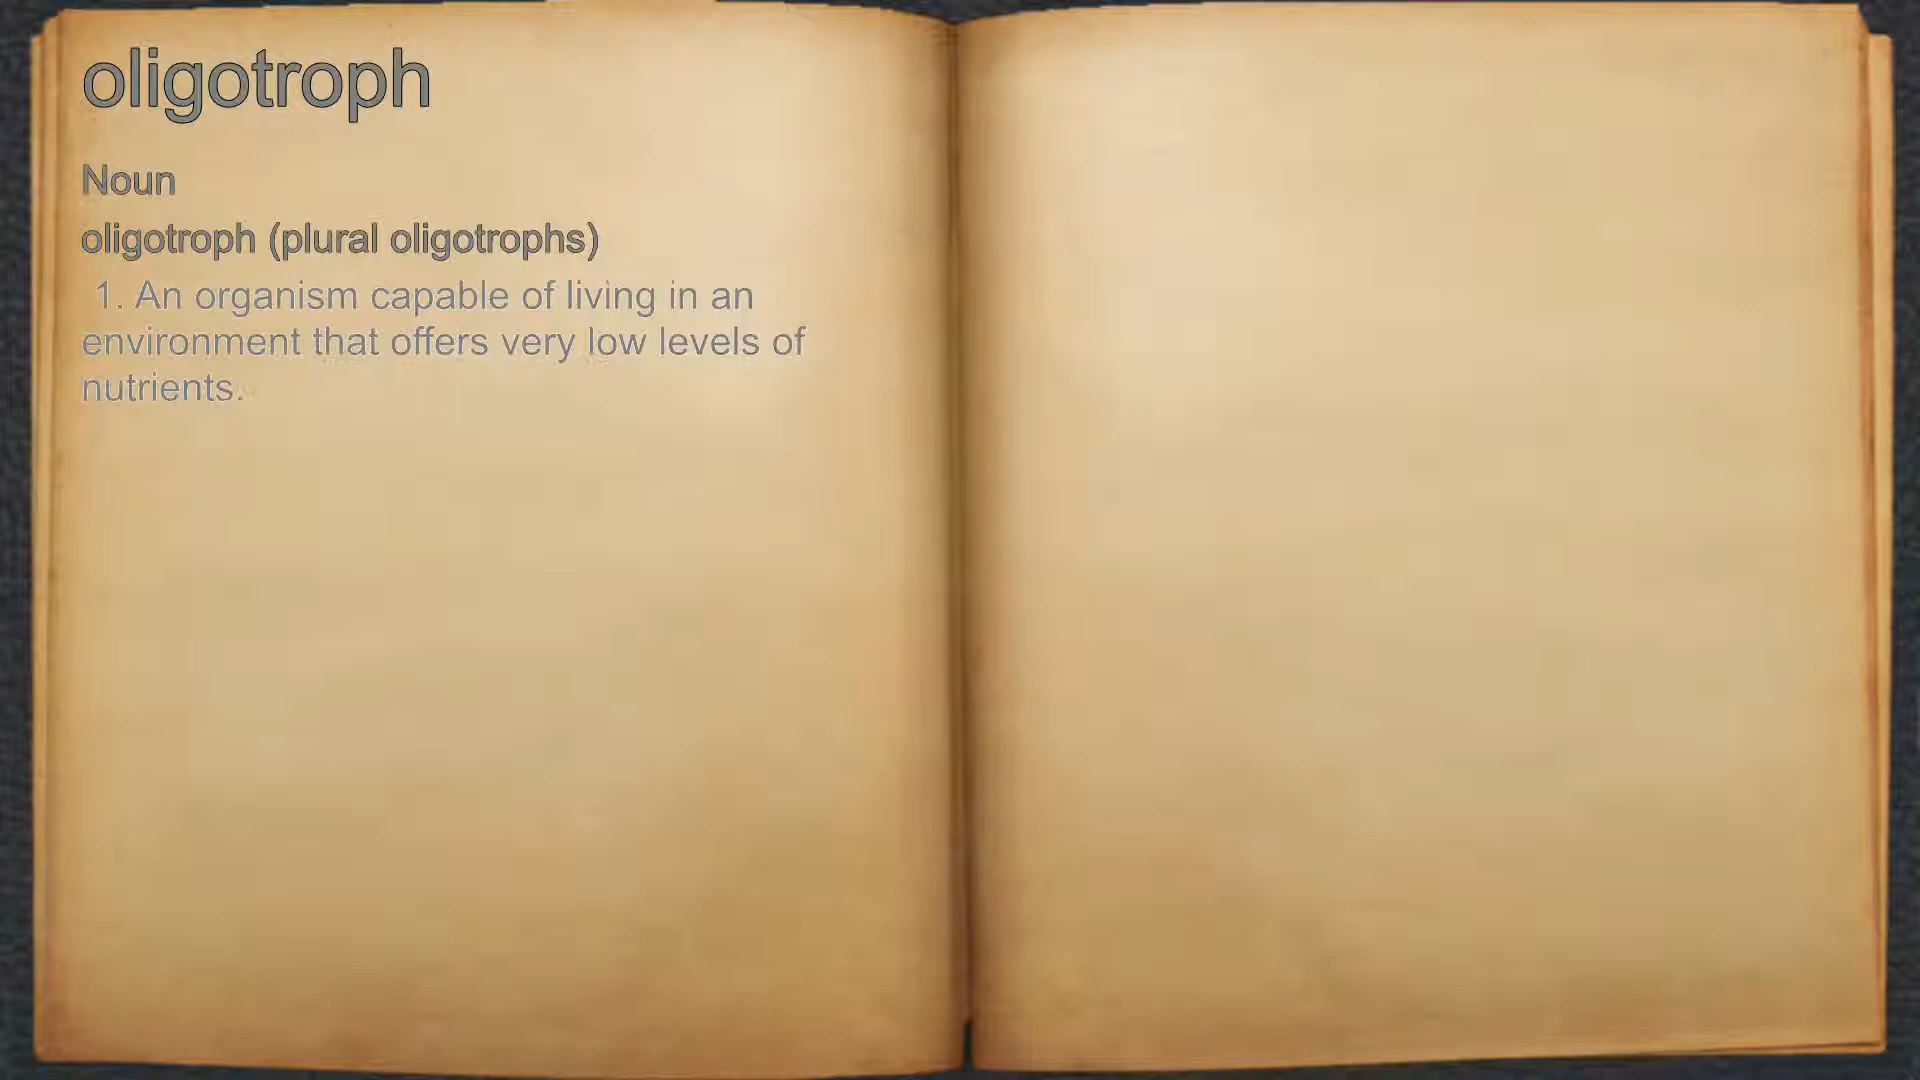 oligotroph
Noun
oligotroph (plural oligotrophs)
1. An organism capable of living in an
environment that offers very low levels of
nutrients.